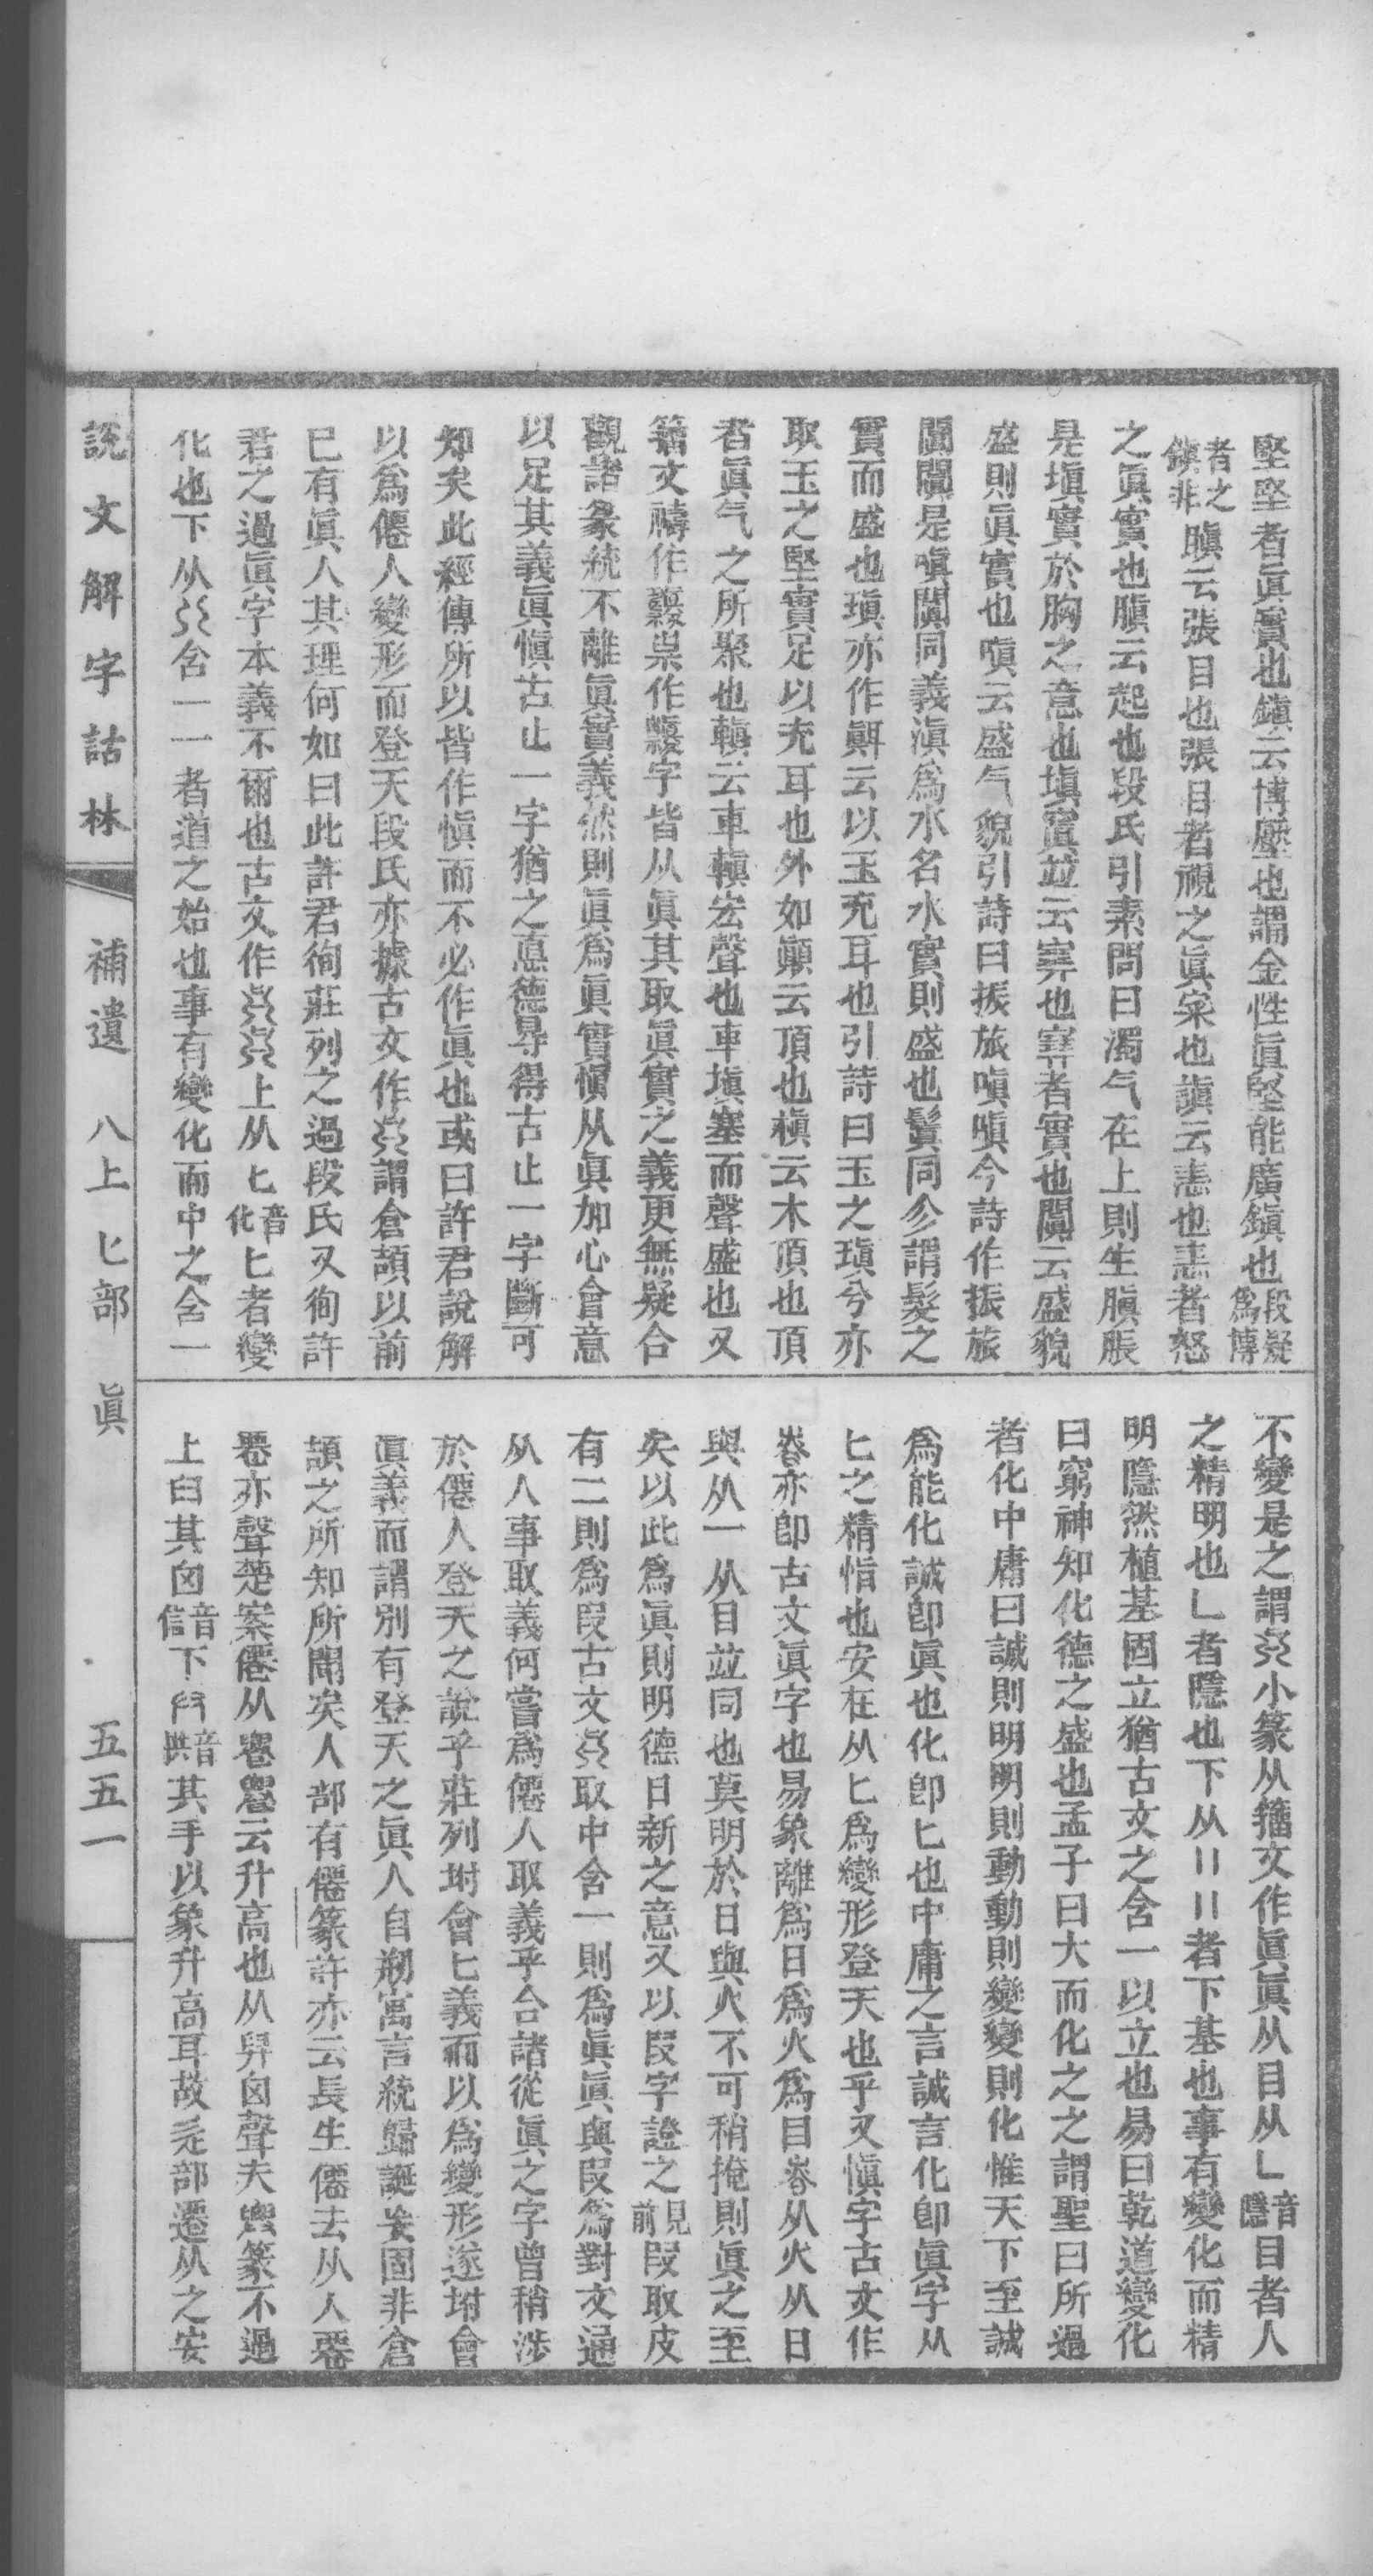 堅堅者眞實也鎭云博壓也謂金性眞堅能廣鎭也段疑爲博
者之鎭非瞋云張目也張目者視之眞寀也謓云恚也恚者怒
之眞實也䐜云起也段氏引素問曰濁气在上則生䐜脹
是塡實於胸之意也塡窴竝云窒也窒者實也闐云盛貌
盛則眞實也嗔云盛气貌引詩曰振旅嗔嗔今詩作振旅
闐闐是嗔闐同義滇爲水名水實則盛也鬒同㐱謂髮之
實而盛也瑱亦作䎶云以玉充耳也引詩曰玉之瑱兮亦
取玉之堅實足以充耳也外如顚云頂也槇云木頂也頂
者眞气之所聚也轒云車轒宏聲也車塡塞而聲盛也又
籒文禱作祟作字皆从眞其取眞實之義更無疑合
觀諸篆統不離眞實義然則眞爲眞實愼从眞加心會意
以足其義眞愼古止一字猶之悳德㝵得古止一字斷可
知矣此經傳所以皆作愼而不必作眞也或曰許君說解
以爲僊人變形而登天段氏亦據古文作謂倉頡以前
已有眞人其理何如曰此許君徇莊列之過段氏又徇許
君之過眞字本義不爾也古文作上从匕音化匕者變
化也下从含一一者道之始也事有變化而中之含一
不變是之謂小篆从籒文作眞眞从目从乚音隱目者人
之精明也乚者隱也下从〢〢者下基也事有變化而精
明隱然植基固立猶古文之含一以立也易曰乾道變化
曰窮神知化德之盛也孟子曰大而化之之謂聖曰所過
者化中庸曰誠則明明則動動則變變則化惟天下至誠
爲能化誠卽眞也化卽匕也中庸之言誠言化卽眞字从
匕之精恉也安在从匕爲變形登天也乎又愼字古文作
昚亦卽古文眞字也易象離爲日爲火爲目昚从火从日
與从一从目竝同也莫明於日與火不可稍掩則眞之至
矣以此爲眞則明德日新之意又以叚字證之見前叚取皮
有二則爲叚古文取中含一則爲眞眞與叚爲對文通
从人事取義何嘗爲僊人取義乎合諸從眞之字曾稍涉
於僊人登天之說乎莊列坿會匕義而以爲變形遂坿會
眞義而謂別有登天之眞人自剏寓言統歸誕妄固非倉
頡之所知所聞矣人部有僊篆許亦云長生僊去从人䙴
䙴亦聲楚案僊从䙴䙴云升高也从舁囟聲夫䙴篆不過
上臼其囟音信下廾音拱其手以象升高耳故辵部遷从之安
說文解字詁林
補遺　八上　匕部　眞
五五一